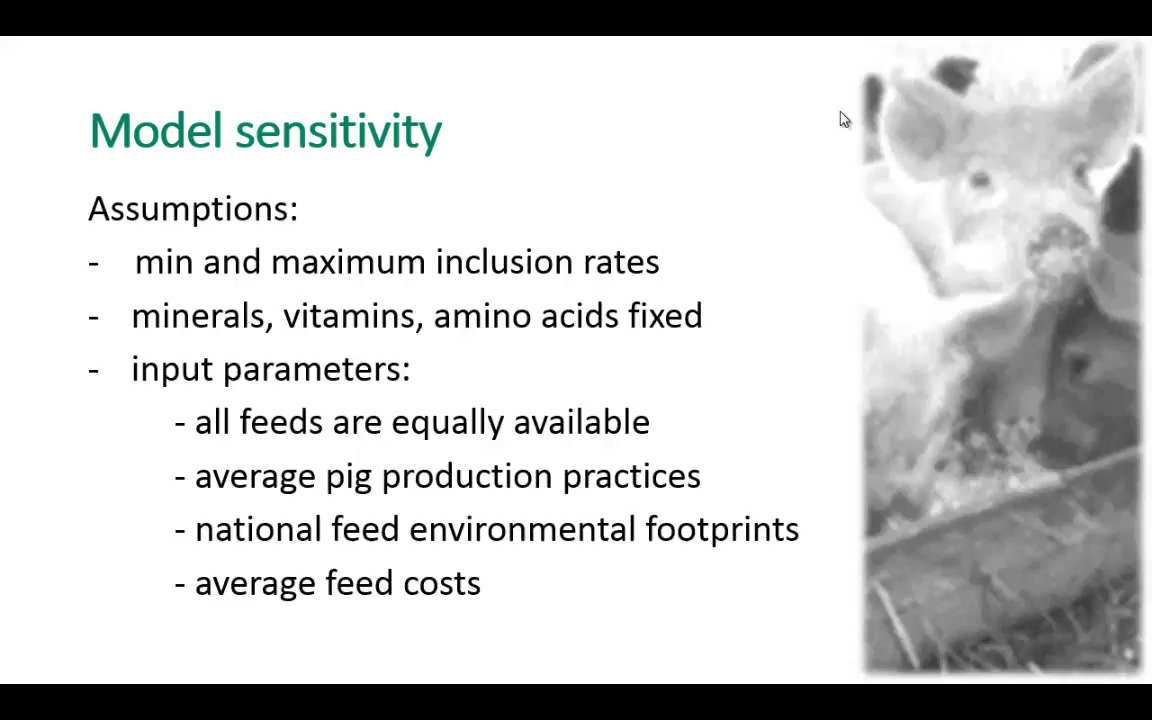 Model sensitivity
Assumptions:
- min and maximum inclusion rates
- minerals, vitamins, amino acids fixed
- input parameters:
- all feeds are equally available
- average pig production practices
- national feed environmental footprints
- average feed costs